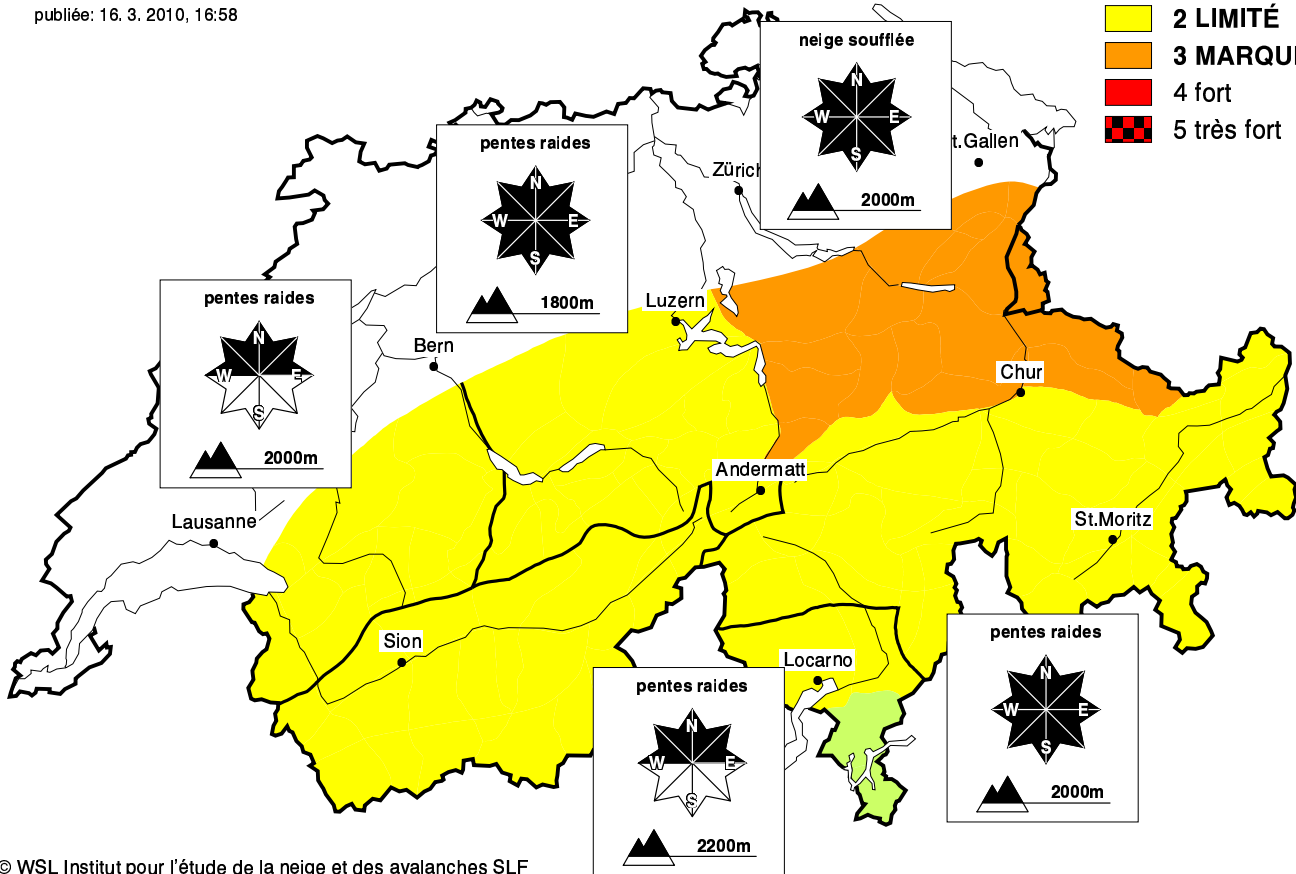 publiée: 16. 3. 2010, 16:58
2 LIMITÉ
3 MARQU
4 fort
5 très fort
neige soufflée
N
W E
S
2000m
pentes raides
N
W E
S
1800m
pentes raides
N
W E
S
2000m
t.Gallen
Züric
Luzern
Bern
Chur
Andermatt
Lausanne
St.Moritz
Sion
Locarno
pentes raides
N
W E
S
2200m
pentes raides
N
W E
S
2000m
© WSL Institut pour l'étude de la neige et des avalanches SLF